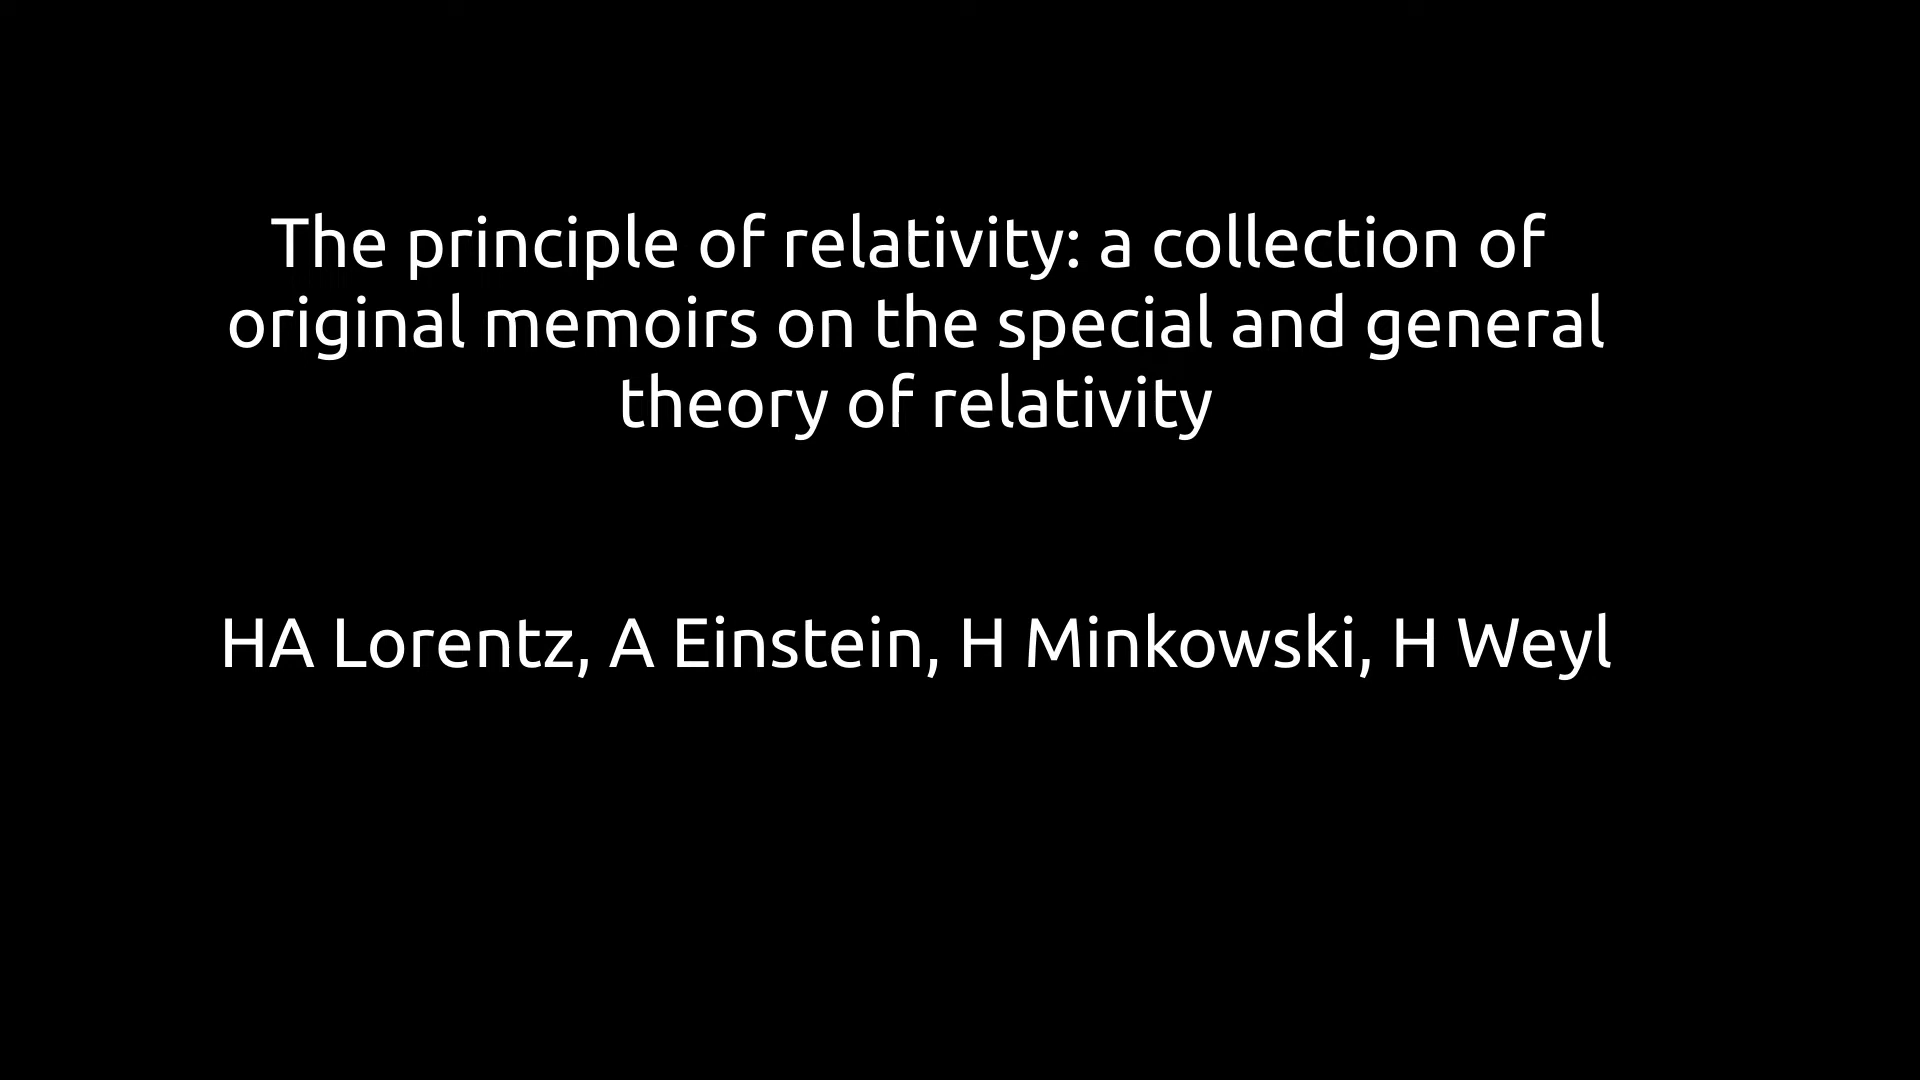 The principle of relativity: a collection of
original memoirs on the special and general
theory of relativity
HA Lorentz, A Einstein, H Minkowski, H Weyl